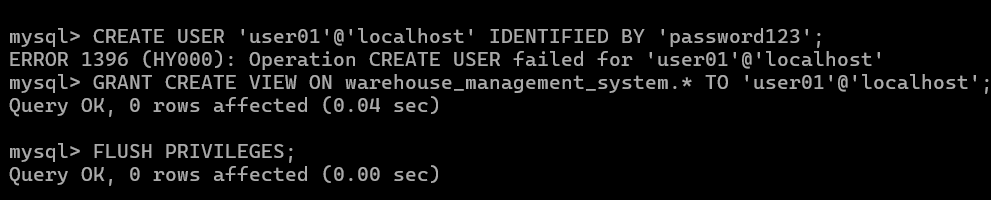 mysql> CREATE USER 'user01'@'localhost' IDENTIFIED BY 'password123';
ERROR 1396 (HY000): Operation CREATE USER failed for 'user01'@'localhost'
mysql> GRANT CREATE VIEW ON warehouse_management_system.* TO 'user01'@'localhost';
Query OK, 0 rows affected (0.04 sec)
mysql> FLUSH PRIVILEGES;
Query OK, 0 rows affected (0.00 sec)